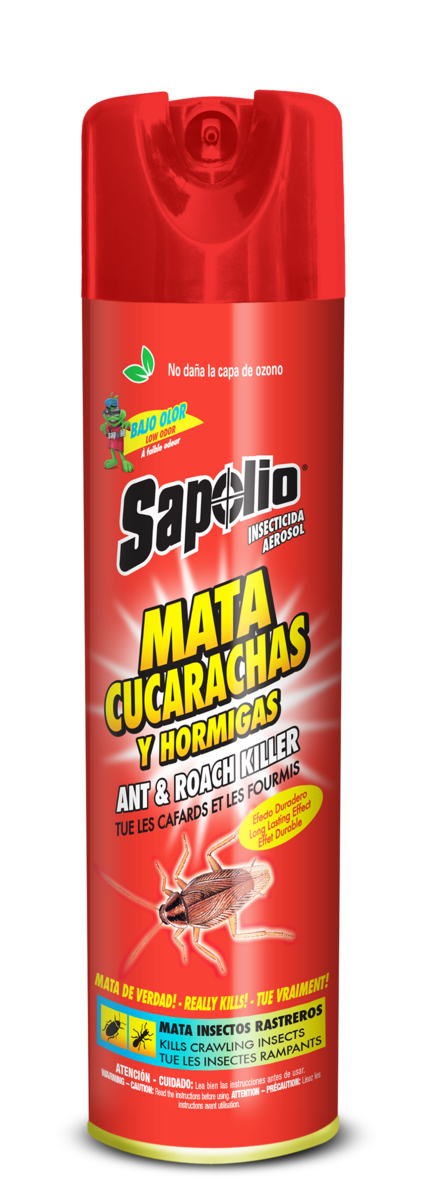 No daña la capa de ozono
BAJO OLOR
LOW ODOR
À faible odeur
Sapolio®
INSECTICIDA
AEROSOL
MATA
CUCARACHAS
Y HORMIGAS
ANT & ROACH KILLER
TUE LES CAFARDS ET LES FOURMIS
Efecto Duradero
Long Lasting Effect
Effet Durable
MATA DE VERDAD! - REALLY KILLS! - TUE VRAIMENT!
MATA INSECTOS RASTREROS
KILLS CRAWLING INSECTS
TUE LES INSECTES RAMPANTS
ATENCIÓN - CUIDADO: Lea bien las instrucciones antes de usar.
WARNING – CAUTION: Read the instructions before using. ATTENTION – PRÉCAUTION: Lisez les
instructions avant utilisation.